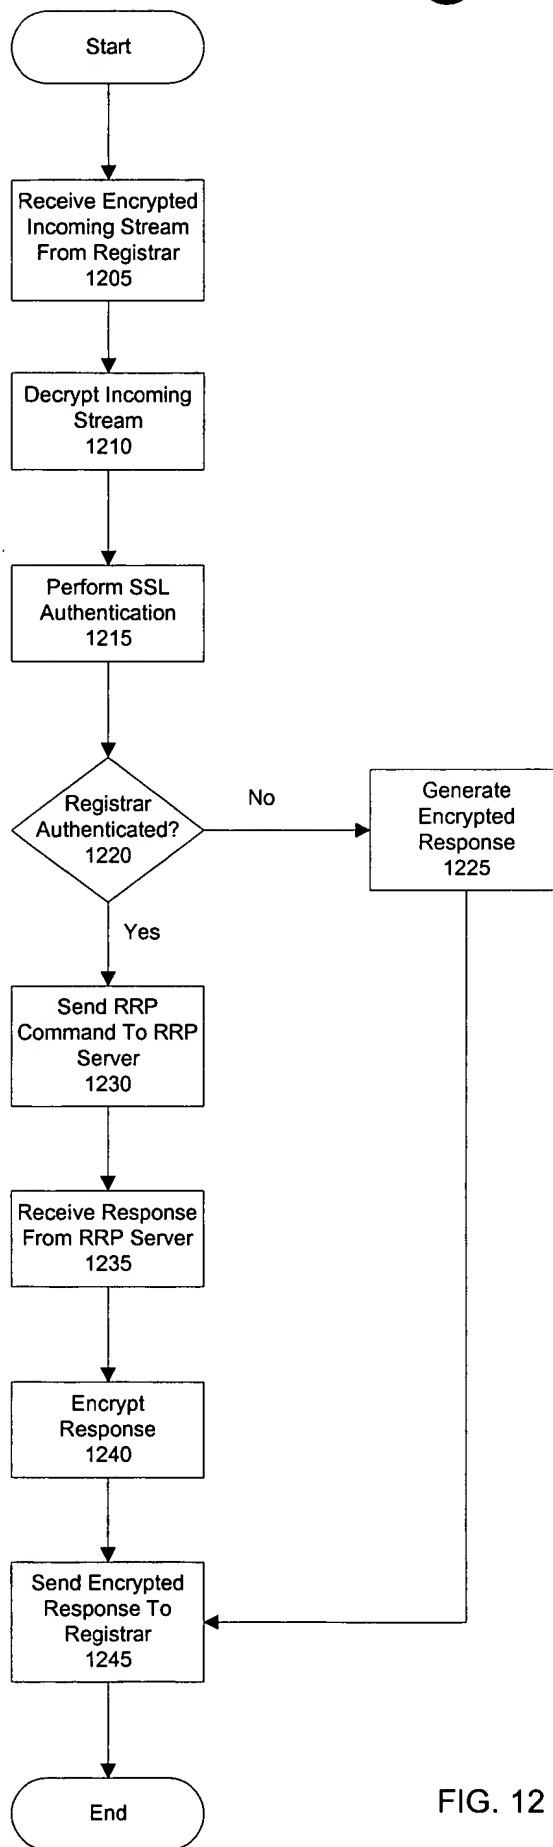 Start
Receive Encrypted
Incoming Stream
From Registrar
1205
Decrypt Incoming
Stream
1210
Perform SSL
Authentication
1215
Registrar
Authenticated?
1220
No
Generate
Encrypted
Response
1225
Yes
Send RRP
Command To RRP
Server
1230
Receive Response
From RRP Server
1235
Encrypt
Response
1240
Send Encrypted
Response To
Registrar
1245
End
FIG. 12